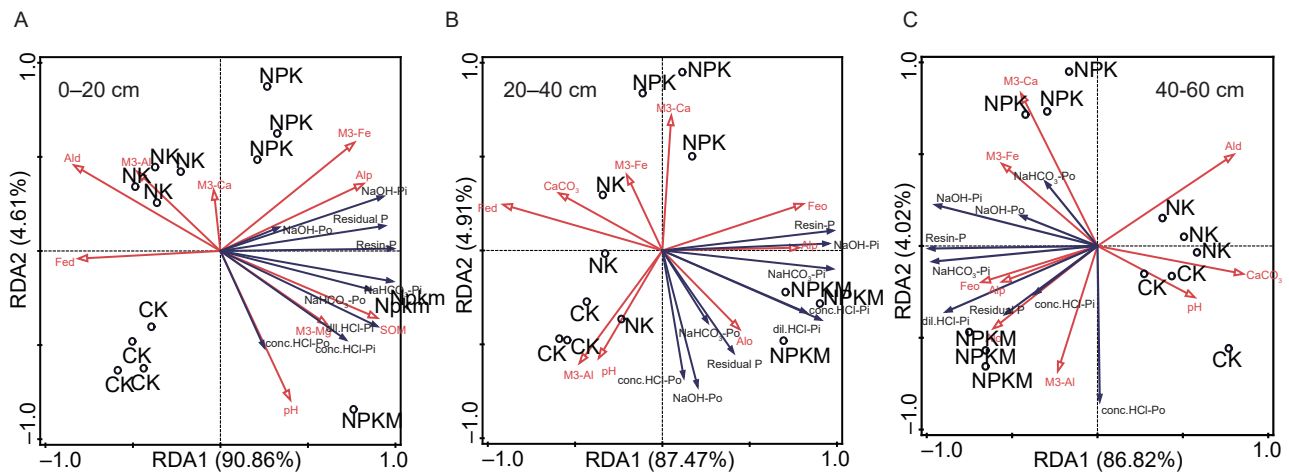 A
B
C
1.0
0–20 cm
NPK
NPK
NPK
M3-Fe
Ald
M3-Al
NK
NK
NK
NK
M3-Ca
Alp
NaOH-Pi
Residual P
NaOH-Po
Resin-P
Fed
NaHCO₃-Pi
NaHCO₃-Po
Npkm
Npkm
SOM
M3-Mg
dil.HCl-Pi
conc.HCl-Po
conc.HCl-Pi
CK
CK
CK
CK
pH
NPKM
RDA2 (4.61%)
−1.0
−1.0
RDA1 (90.86%)
1.0
1.0
20–40 cm
NPK
NPK
M3-Ca
NPK
M3-Fe
CaCO₃
NK
Fed
Feo
Resin-P
Alp
NaOH-Pi
NK
NaHCO₃-Pi
NPKM
NPKM
CK
NK
dil.HCl-Pi
NaHCO₃-Po
Alo
NPKM
CK
CK
M3-Al
pH
Residual P
conc.HCl-Po
NaOH-Po
RDA2 (4.91%)
−1.0
−1.0
RDA1 (87.47%)
1.0
1.0
40-60 cm
NPK
M3-Ca
NPK
NPK
Ald
M3-Fe
NaHCO₃-Po
NaOH-Pi
NaOH-Po
NK
NK
NK
Resin-P
NaHCO₃-Pi
Feo
Alp
CK
CK
CaCO₃
conc.HCl-Pi
pH
dil.HCl-Pi
Residual P
NPKM
NPKM
NPKM
M3-Al
CK
conc.HCl-Po
RDA2 (4.02%)
−1.0
−1.0
RDA1 (86.82%)
1.0